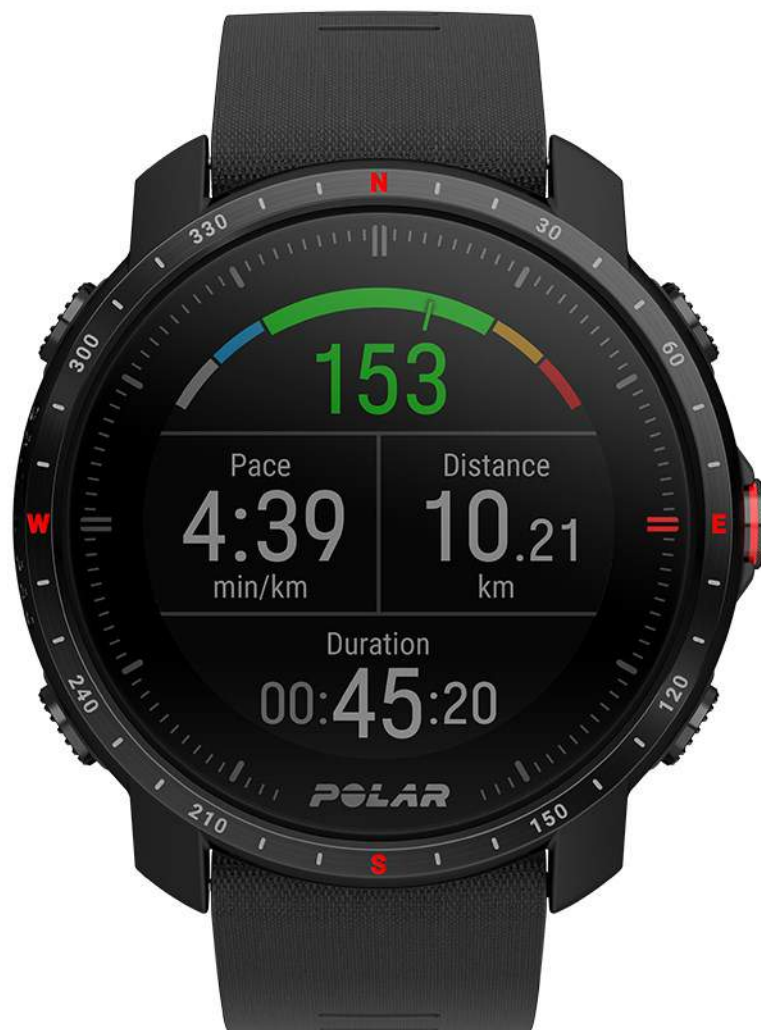 N
330
30
300
60
153
Pace
4:39
min/km
Distance
10.21
km
W
E
Duration
00:45:20
240
120
POLAR
210
150
S